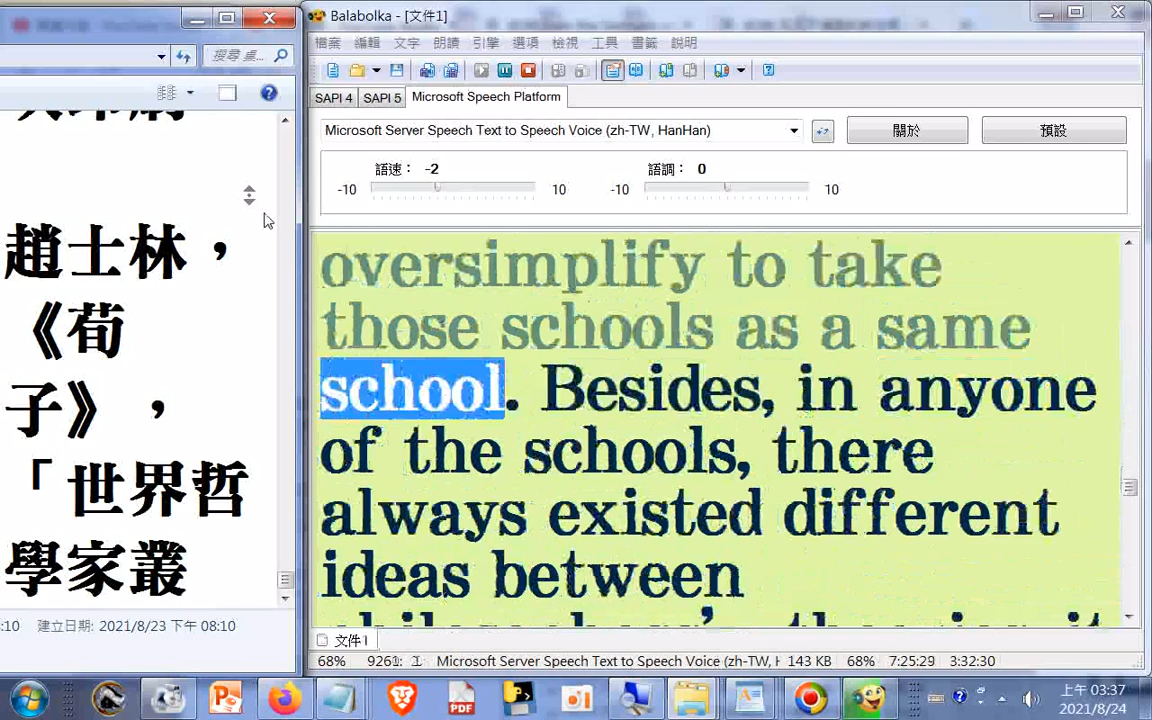 搜尋 桌...
趙士林，
《荀
子》，
「世界哲
學家叢
:10 建立日期: 2021/8/23 下午 08:10
Balabolka - [文件1]
檔案 編輯 文字 朗讀 引擎 選項 檢視 工具 書籤 說明
SAPI 4 SAPI 5 Microsoft Speech Platform
Microsoft Server Speech Text to Speech Voice (zh-TW, HanHan) 關於 預設
語速： -2 語調： 0
-10 10 -10 10
oversimplify to take
those schools as a same
school. Besides, in anyone
of the schools, there
always existed different
ideas between
文件1
68% 9261: 1 Microsoft Server Speech Text to Speech Voice (zh-TW, H 143 KB 68% 7:25:29 3:32:30
上午 03:37
2021/8/24